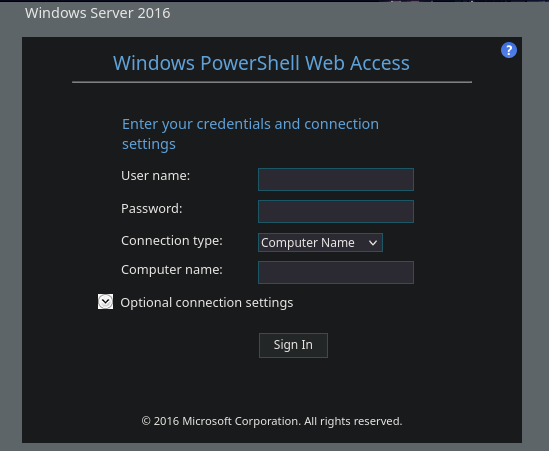 Windows Server 2016
?
Windows PowerShell Web Access
Enter your credentials and connection
settings
User name:
Password:
Connection type:
Computer Name
Computer name:
Optional connection settings
Sign In
© 2016 Microsoft Corporation. All rights reserved.